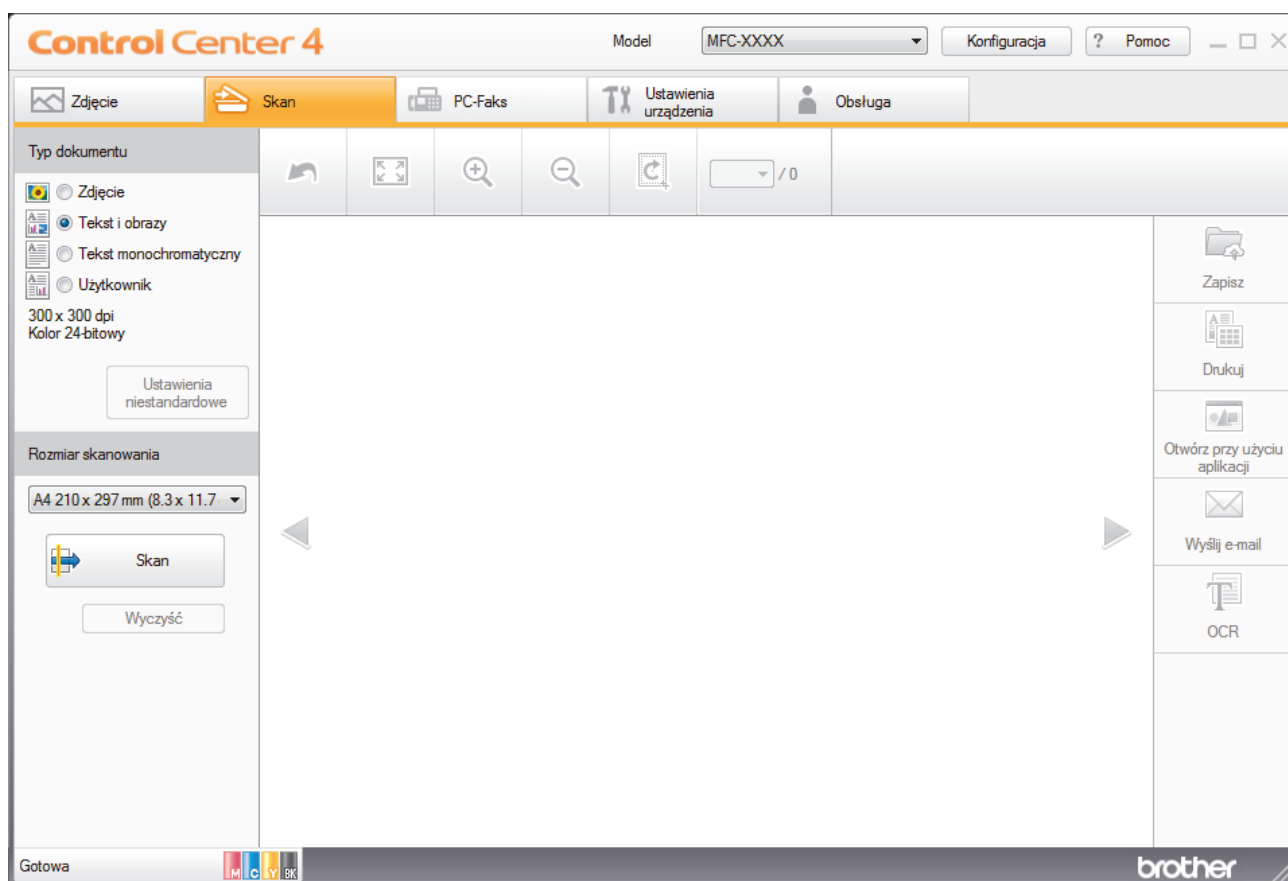 Control Center 4
Model
MFC-XXXX
Konfiguracja
? Pomoc
Zdjęcie
Skan
PC-Faks
Ustawienia
urządzenia
Obsługa
Typ dokumentu
Zdjęcie
Tekst i obrazy
Tekst monochromatyczny
Użytkownik
300 x 300 dpi
Kolor 24-bitowy
Ustawienia
niestandardowe
Rozmiar skanowania
A4 210 x 297 mm (8.3 x 11.7
Skan
Wyczyść
/ 0
Zapisz
Drukuj
Otwórz przy użyciu
aplikacji
Wyślij e-mail
OCR
Gotowa
M C Y BK
brother